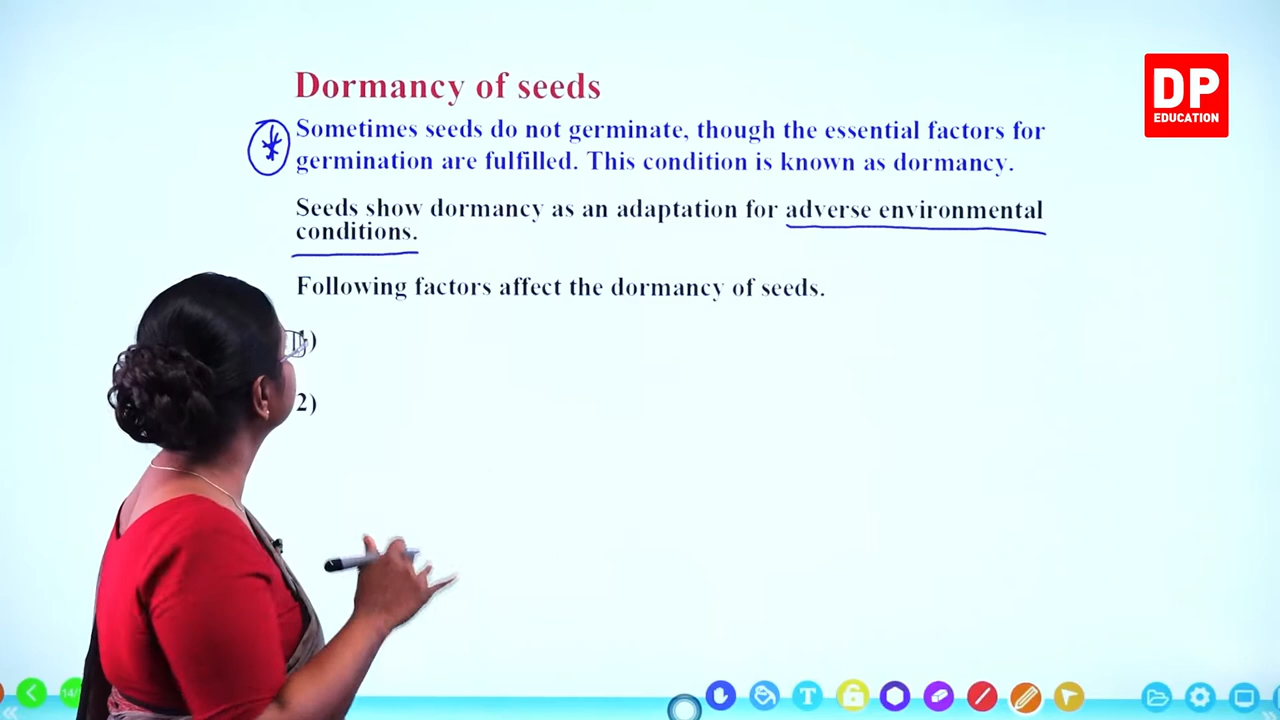 Dormancy of seeds
DP
EDUCATION
Sometimes seeds do not germinate, though the essential factors for
germination are fulfilled. This condition is known as dormancy.
Seeds show dormancy as an adaptation for adverse environmental
conditions.
Following factors affect the dormancy of seeds.
1)
2)
T
14/